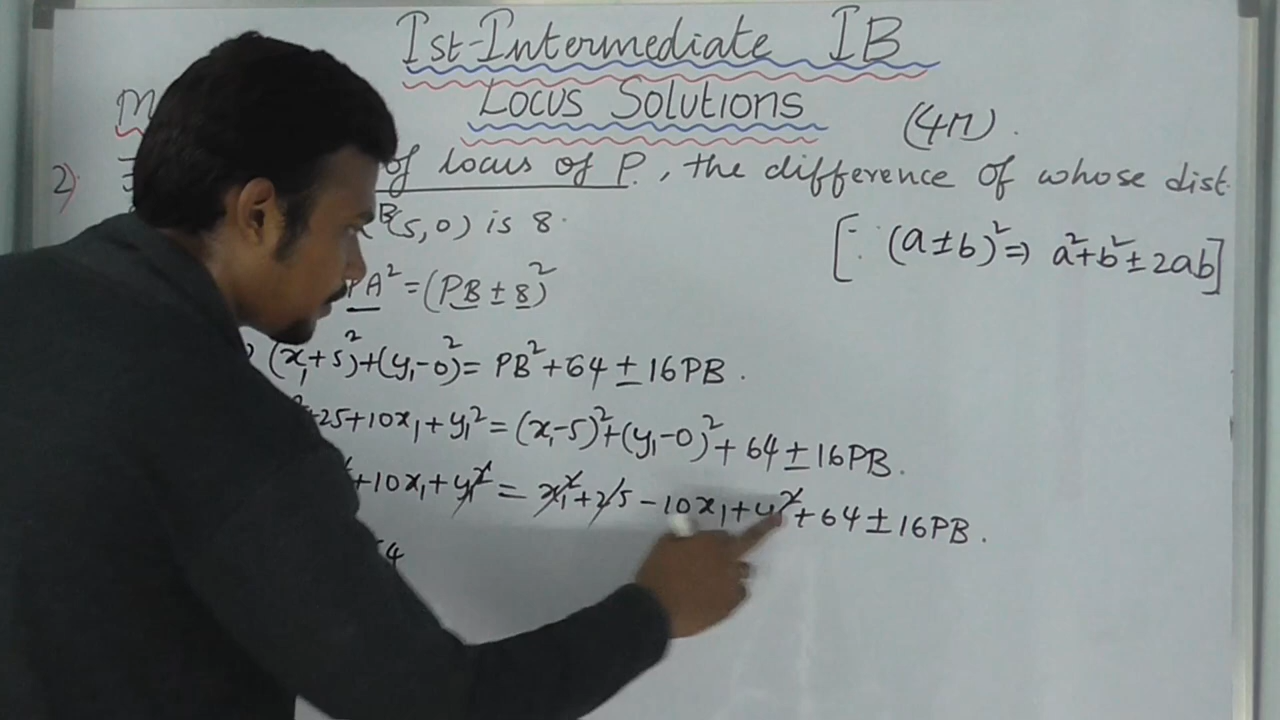 Ist-Intermediate IB
Locus Solutions
(4M).
2) of locus of P, the difference of whose dist.
B(5,0) is 8.
[∵ (a±b)²⇒ a²+b²±2ab]
PA² = (PB ± 8)²
(x₁+5)²+(y₁-0)² = PB²+64±16PB.
+25+10x₁+y₁² = (x₁-5)²+(y₁-0)²+64±16PB.
+10x₁+y₁² = x₁²+25-10x₁+y²+64±16PB.